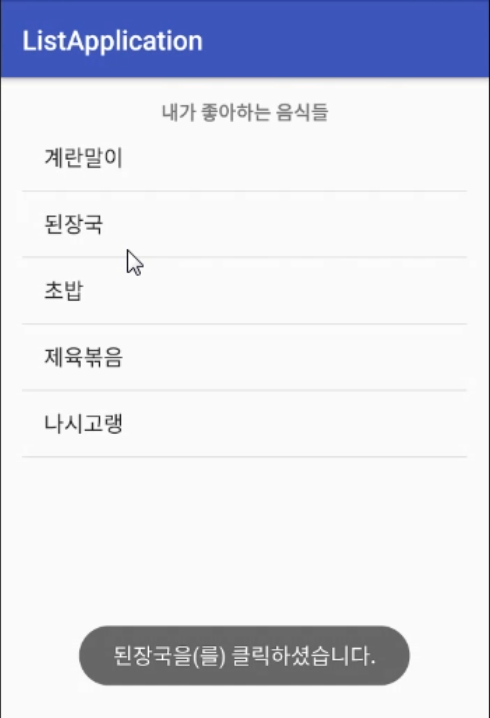 ListApplication
내가 좋아하는 음식들
계란말이
된장국
초밥
제육볶음
나시고랭
된장국을(를) 클릭하셨습니다.